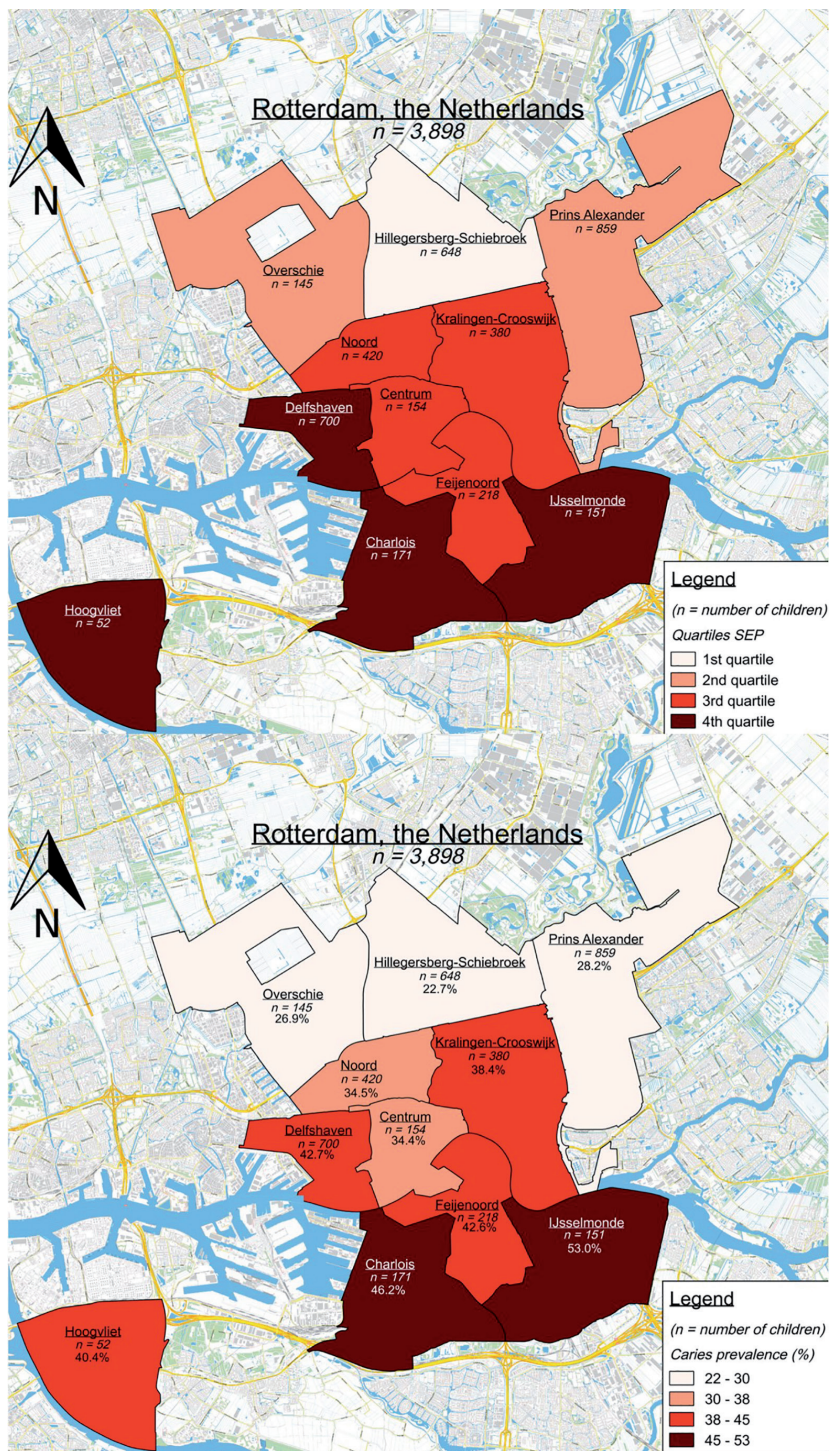 Rotterdam, the Netherlands
n = 3,898
N
Hillegersberg-Schiebroek
n = 648
Prins Alexander
n = 859
Overschie
n = 145
Kralingen-Crooswijk
n = 380
Noord
n = 420
Centrum
n = 154
Delfshaven
n = 700
Feijenoord
n = 218
IJsselmonde
n = 151
Charlois
n = 171
Hoogvliet
n = 52
Legend
(n = number of children)
Quartiles SEP
1st quartile
2nd quartile
3rd quartile
4th quartile
Rotterdam, the Netherlands
n = 3,898
N
Prins Alexander
n = 859
28.2%
Hillegersberg-Schiebroek
n = 648
22.7%
Overschie
n = 145
26.9%
Kralingen-Crooswijk
n = 380
38.4%
Noord
n = 420
34.5%
Centrum
n = 154
34.4%
Delfshaven
n = 700
42.7%
Feijenoord
n = 218
42.6%
IJsselmonde
n = 151
53.0%
Charlois
n = 171
46.2%
Hoogvliet
n = 52
40.4%
Legend
(n = number of children)
Caries prevalence (%)
22 - 30
30 - 38
38 - 45
45 - 53